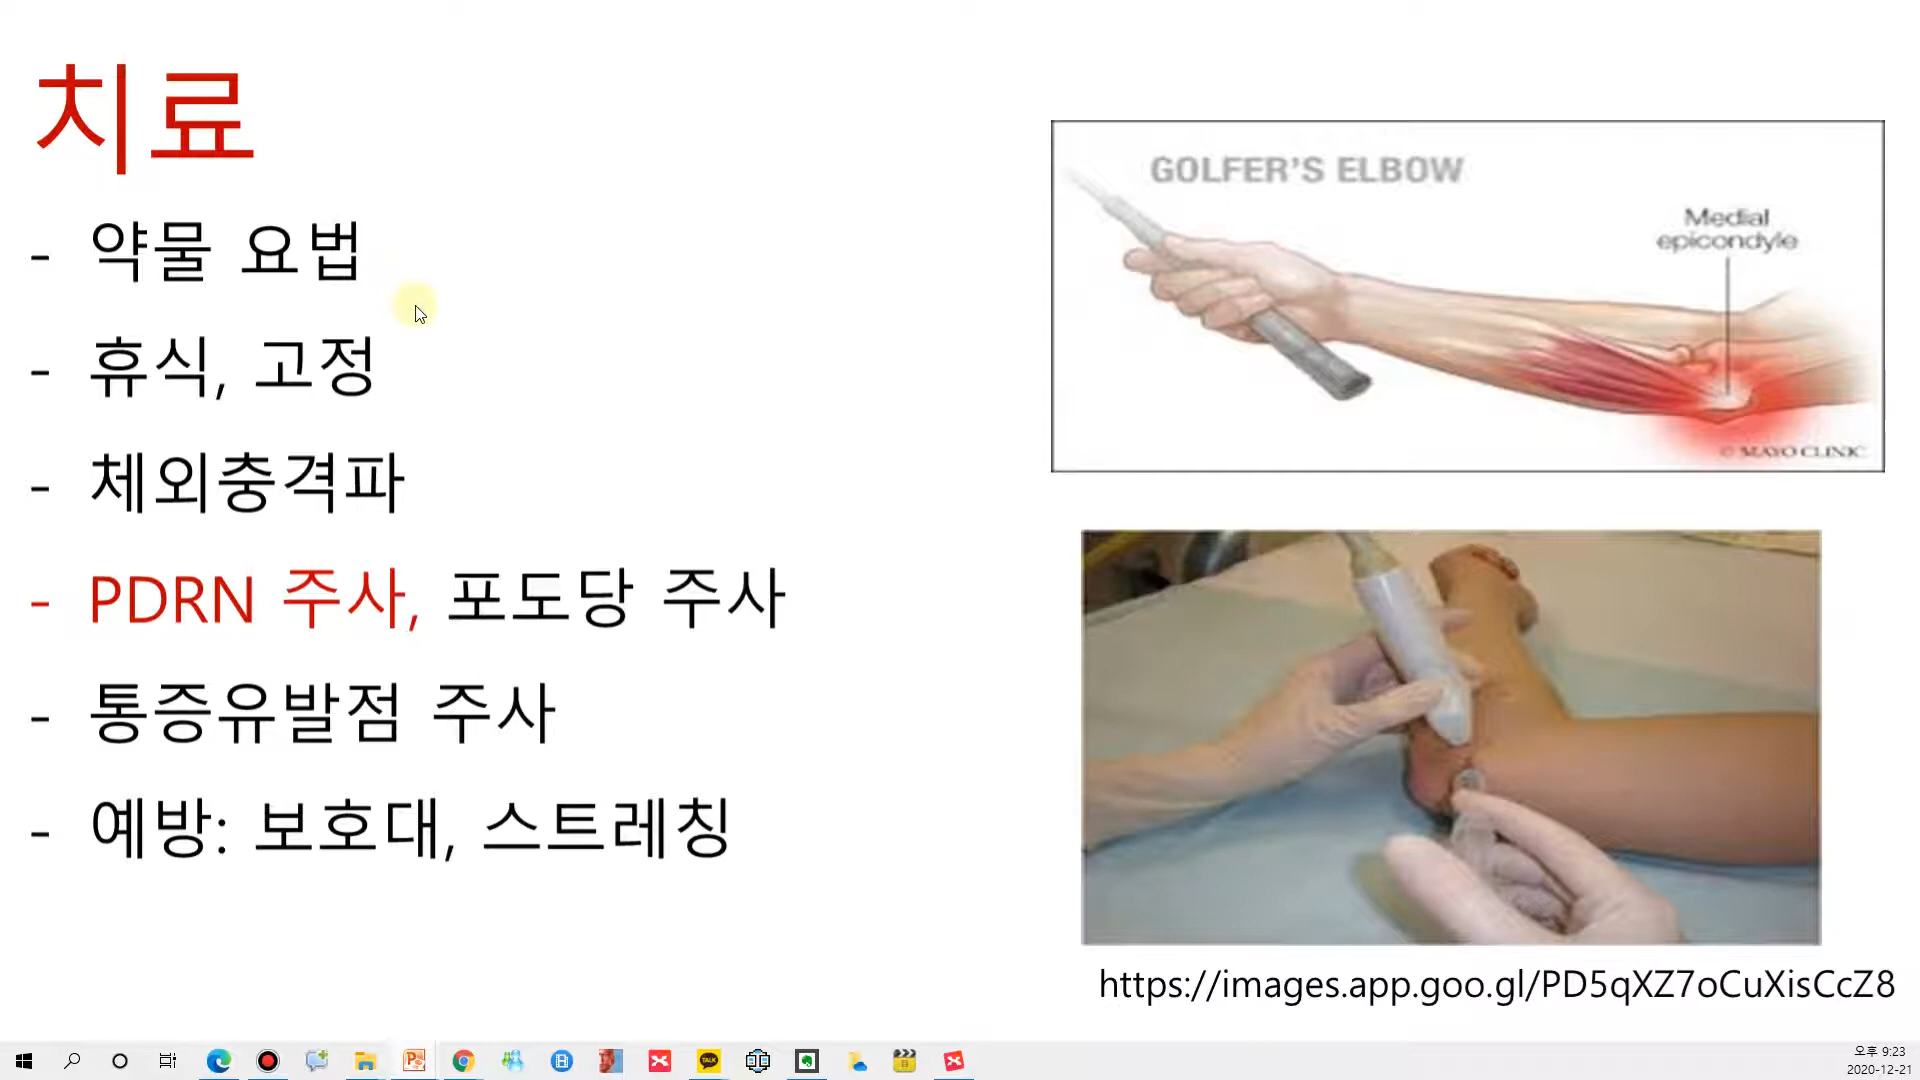 치료
- 약물 요법
- 휴식, 고정
- 체외충격파
- PDRN 주사, 포도당 주사
- 통증유발점 주사
- 예방: 보호대, 스트레칭
GOLFER'S ELBOW
Medial
epicondyle
© MAYO CLINIC
https://images.app.goo.gl/PD5qXZ7oCuXisCcZ8
TALK
오후 9:23
2020-12-21